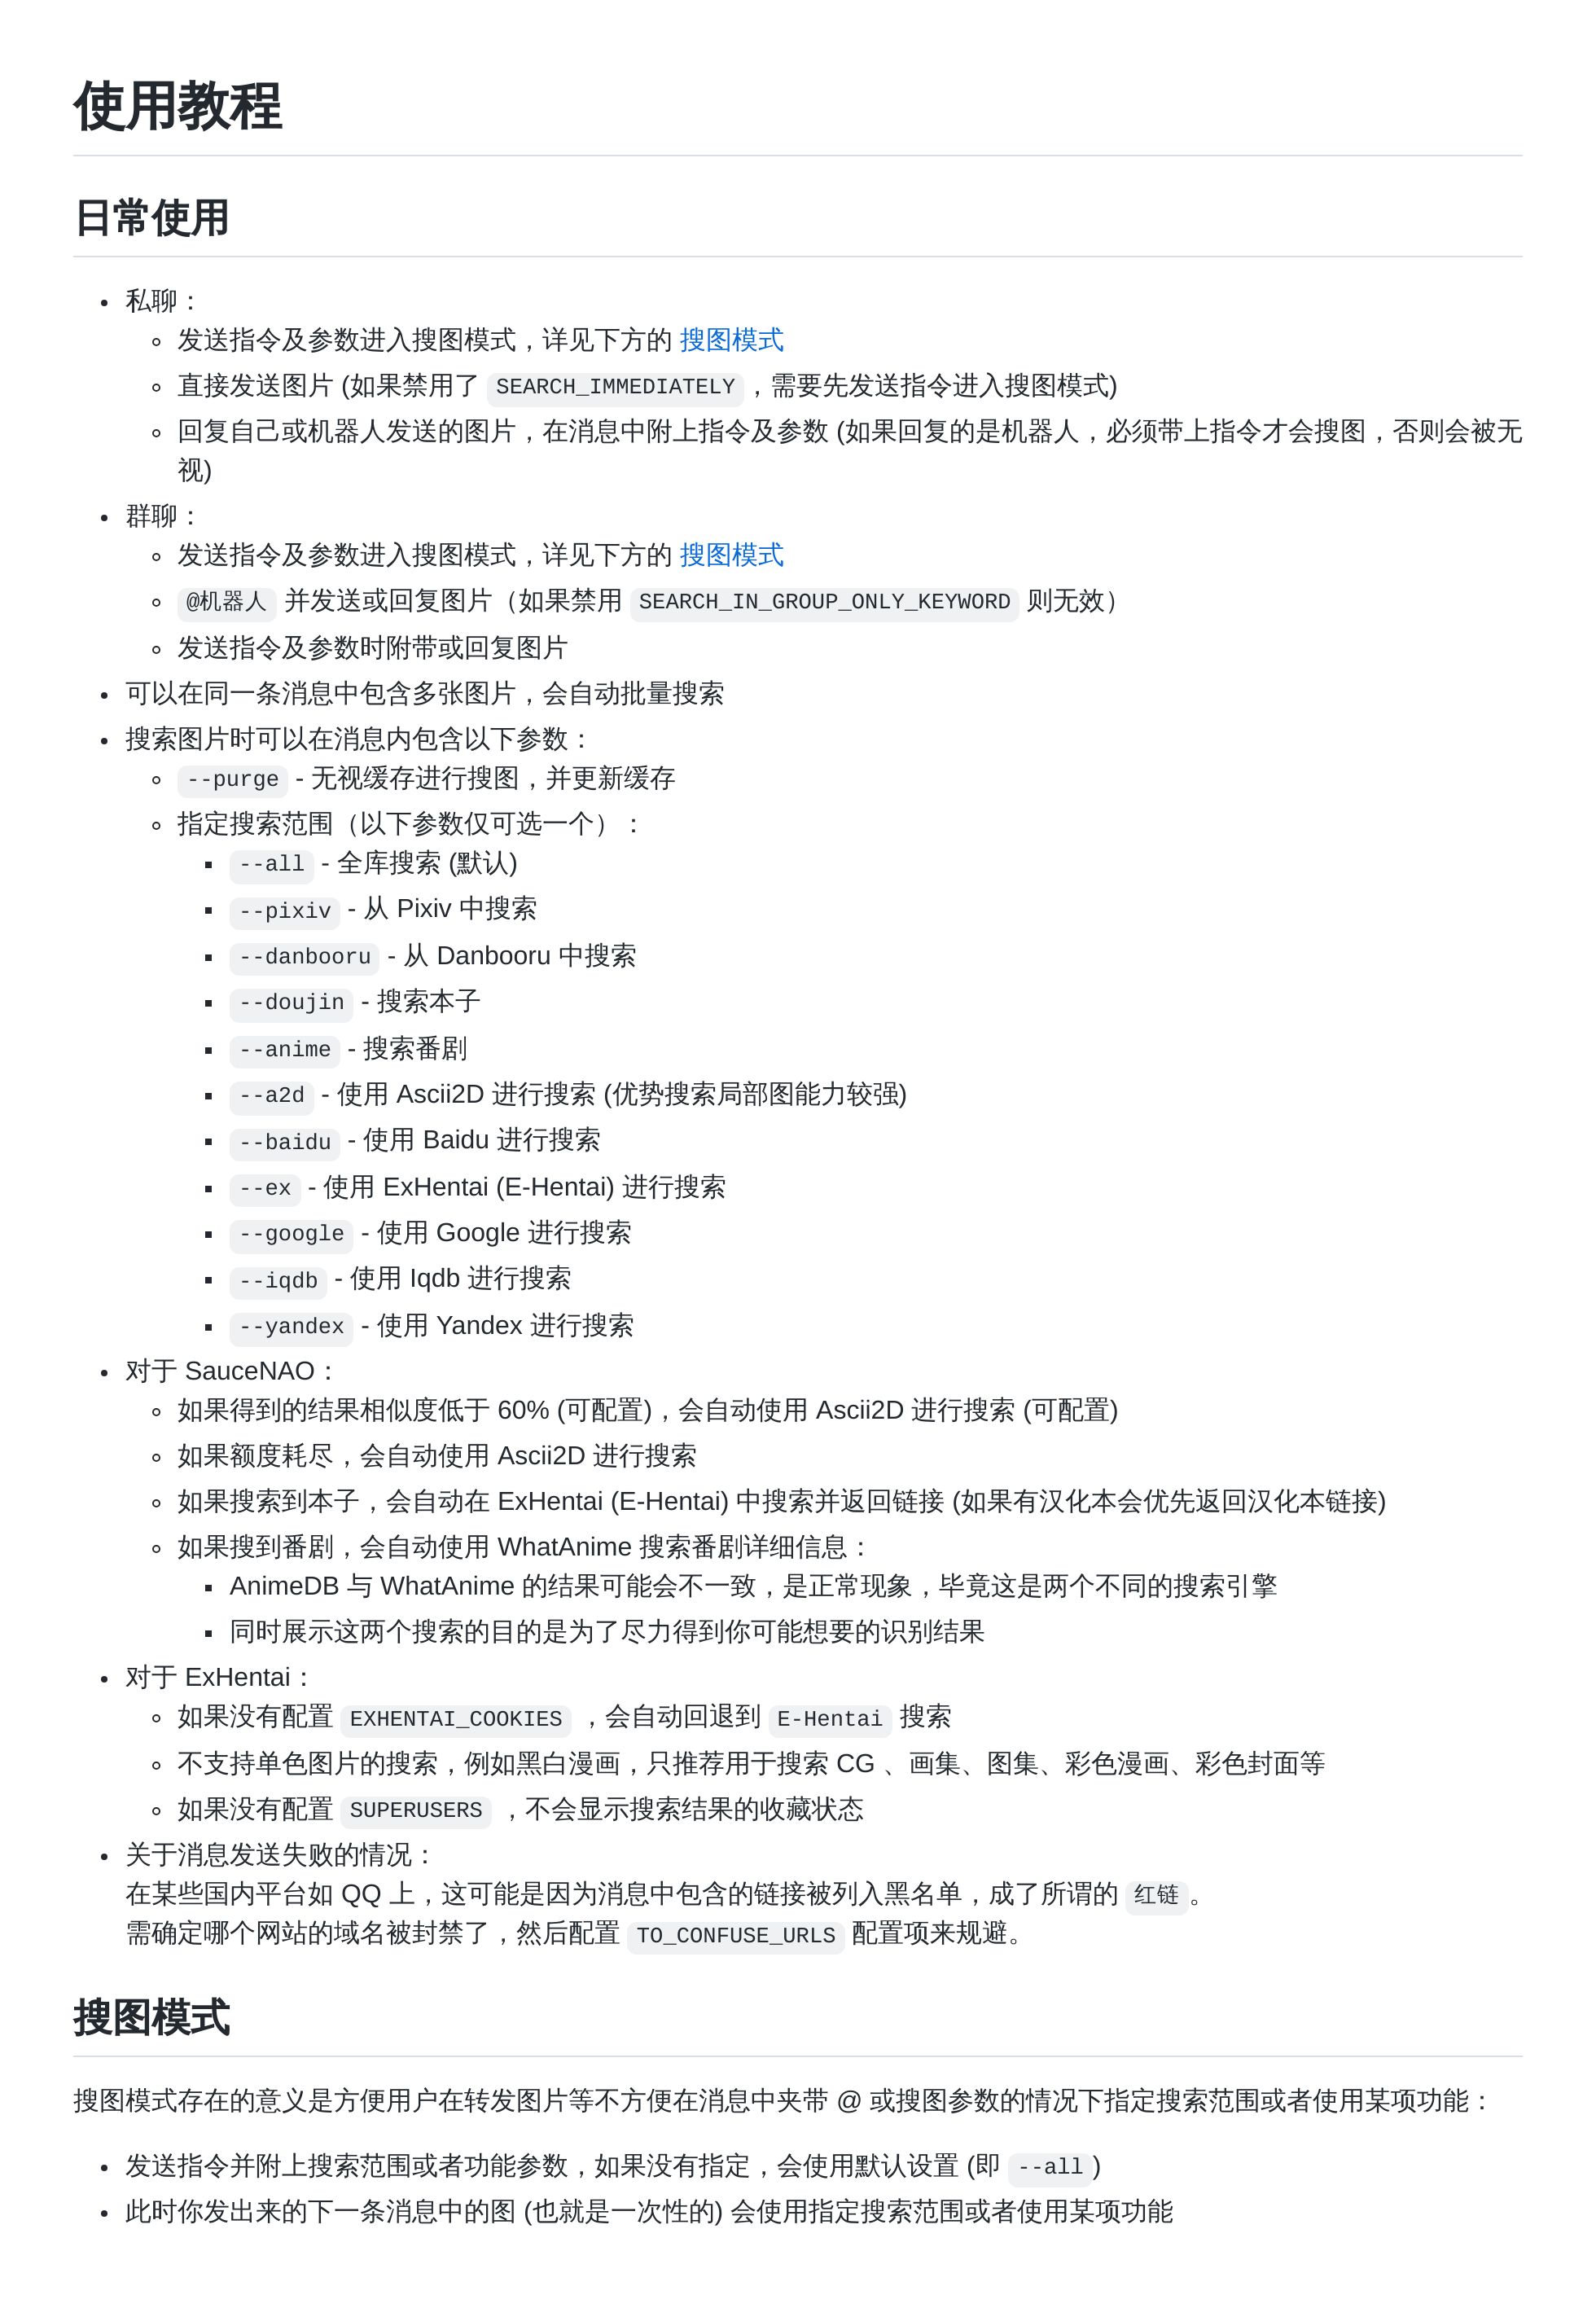 使用教程
日常使用
私聊：
发送指令及参数进入搜图模式，详见下方的 搜图模式
直接发送图片 (如果禁用了 SEARCH_IMMEDIATELY，需要先发送指令进入搜图模式)
回复自己或机器人发送的图片，在消息中附上指令及参数 (如果回复的是机器人，必须带上指令才会搜图，否则会被无
视)
群聊：
发送指令及参数进入搜图模式，详见下方的 搜图模式
@机器人 并发送或回复图片（如果禁用 SEARCH_IN_GROUP_ONLY_KEYWORD 则无效）
发送指令及参数时附带或回复图片
可以在同一条消息中包含多张图片，会自动批量搜索
搜索图片时可以在消息内包含以下参数：
--purge - 无视缓存进行搜图，并更新缓存
指定搜索范围（以下参数仅可选一个）：
--all - 全库搜索 (默认)
--pixiv - 从 Pixiv 中搜索
--danbooru - 从 Danbooru 中搜索
--doujin - 搜索本子
--anime - 搜索番剧
--a2d - 使用 Ascii2D 进行搜索 (优势搜索局部图能力较强)
--baidu - 使用 Baidu 进行搜索
--ex - 使用 ExHentai (E-Hentai) 进行搜索
--google - 使用 Google 进行搜索
--iqdb - 使用 Iqdb 进行搜索
--yandex - 使用 Yandex 进行搜索
对于 SauceNAO：
如果得到的结果相似度低于 60% (可配置)，会自动使用 Ascii2D 进行搜索 (可配置)
如果额度耗尽，会自动使用 Ascii2D 进行搜索
如果搜索到本子，会自动在 ExHentai (E-Hentai) 中搜索并返回链接 (如果有汉化本会优先返回汉化本链接)
如果搜到番剧，会自动使用 WhatAnime 搜索番剧详细信息：
AnimeDB 与 WhatAnime 的结果可能会不一致，是正常现象，毕竟这是两个不同的搜索引擎
同时展示这两个搜索的目的是为了尽力得到你可能想要的识别结果
对于 ExHentai：
如果没有配置 EXHENTAI_COOKIES ，会自动回退到 E-Hentai 搜索
不支持单色图片的搜索，例如黑白漫画，只推荐用于搜索 CG 、画集、图集、彩色漫画、彩色封面等
如果没有配置 SUPERUSERS ，不会显示搜索结果的收藏状态
关于消息发送失败的情况：
在某些国内平台如 QQ 上，这可能是因为消息中包含的链接被列入黑名单，成了所谓的 红链。
需确定哪个网站的域名被封禁了，然后配置 TO_CONFUSE_URLS 配置项来规避。
搜图模式
搜图模式存在的意义是方便用户在转发图片等不方便在消息中夹带 @ 或搜图参数的情况下指定搜索范围或者使用某项功能：
发送指令并附上搜索范围或者功能参数，如果没有指定，会使用默认设置 (即 --all)
此时你发出来的下一条消息中的图 (也就是一次性的) 会使用指定搜索范围或者使用某项功能